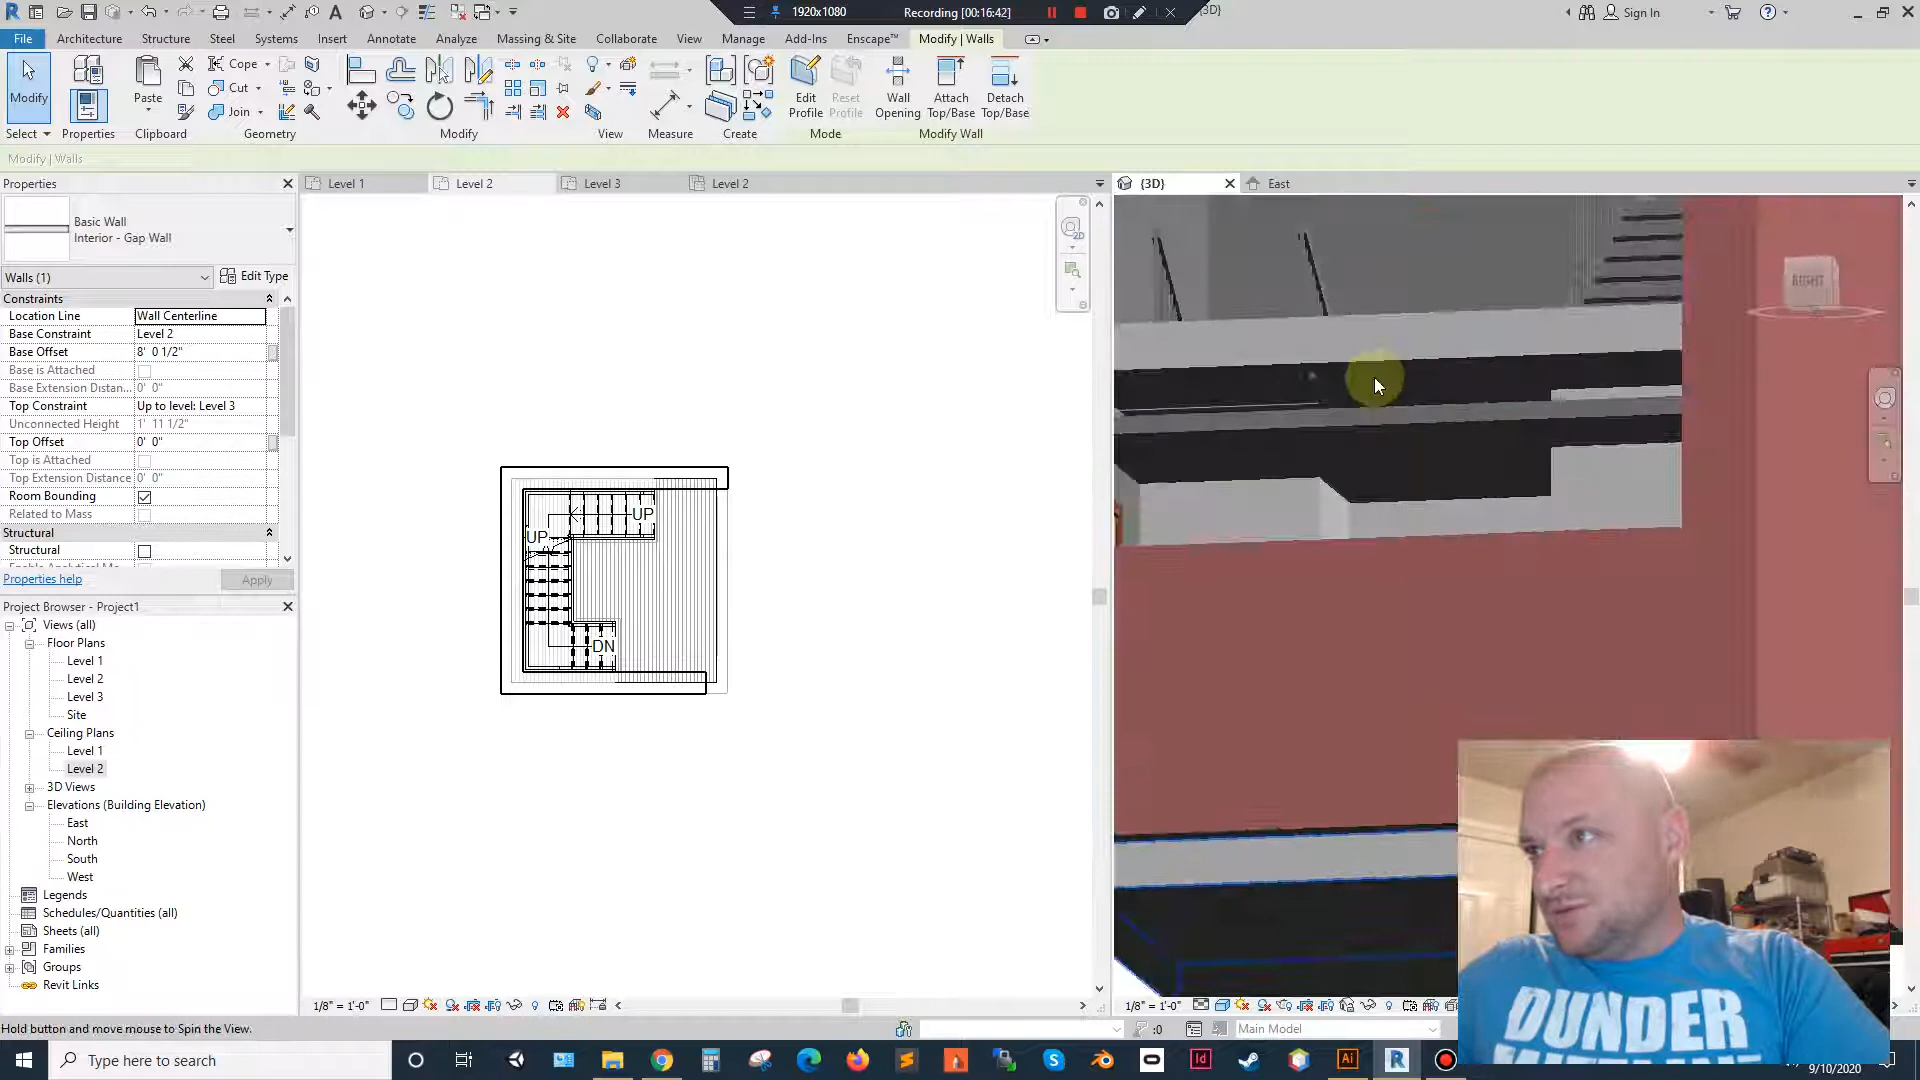 1920x1080
Recording [00:16:42]
{3D}
Sign In
File
Architecture
Structure
Steel
Systems
Insert
Annotate
Analyze
Massing & Site
Collaborate
View
Manage
Add-Ins
Enscape™
Modify | Walls
Modify
Paste
Cope
Cut
Join
Edit
Profile
Reset
Profile
Wall
Opening
Attach
Top/Base
Detach
Top/Base
Select
Properties
Clipboard
Geometry
Modify
View
Measure
Create
Mode
Modify Wall
Modify | Walls
Properties
Level 1
Level 2
Level 3
Level 2
{3D}
East
Basic Wall
Interior - Gap Wall
Walls (1)
Edit Type
Constraints
Location Line
Wall Centerline
Base Constraint
Level 2
Base Offset
8' 0 1/2"
Base is Attached
Base Extension Distan...
0' 0"
Top Constraint
Up to level: Level 3
Unconnected Height
1' 11 1/2"
Top Offset
0' 0"
Top is Attached
Top Extension Distance
0' 0"
Room Bounding
Related to Mass
Structural
Structural
Properties help
Apply
Project Browser - Project1
Views (all)
Floor Plans
Level 1
Level 2
Level 3
Site
Ceiling Plans
Level 1
Level 2
3D Views
Elevations (Building Elevation)
East
North
South
West
Legends
Schedules/Quantities (all)
Sheets (all)
Families
Groups
Revit Links
2D
UP
UP
DN
RIGHT
DUNDER
1/8" = 1'-0"
1/8" = 1'-0"
Hold button and move mouse to Spin the View.
:0
Main Model
Type here to search
9/10/2020